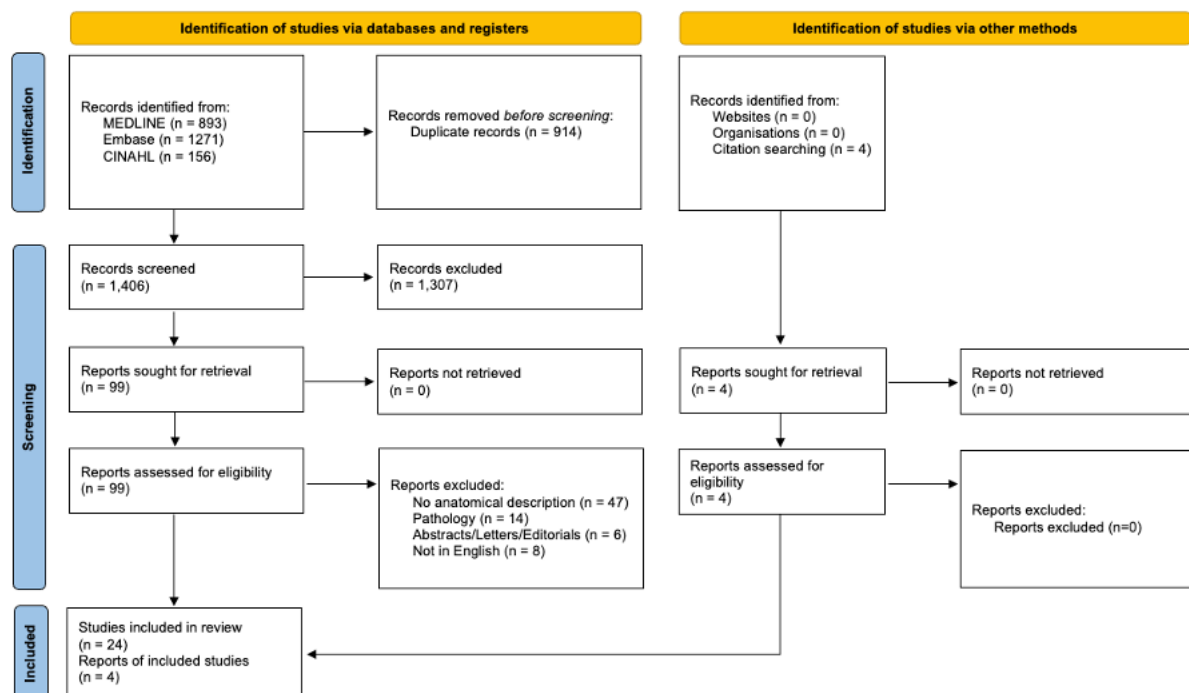 Identification of studies via databases and registers
Identification of studies via other methods
Identification
Records identified from:
MEDLINE (n = 893)
Embase (n = 1271)
CINAHL (n = 156)
Records removed before screening:
Duplicate records (n = 914)
Records identified from:
Websites (n = 0)
Organisations (n = 0)
Citation searching (n = 4)
Screening
Records screened
(n = 1,406)
Records excluded
(n = 1,307)
Reports sought for retrieval
(n = 99)
Reports not retrieved
(n = 0)
Reports sought for retrieval
(n = 4)
Reports not retrieved
(n = 0)
Reports assessed for eligibility
(n = 99)
Reports excluded:
No anatomical description (n = 47)
Pathology (n = 14)
Abstracts/Letters/Editorials (n = 6)
Not in English (n = 8)
Reports assessed for
eligibility
(n = 4)
Reports excluded:
Reports excluded (n=0)
Included
Studies included in review
(n = 24)
Reports of included studies
(n = 4)